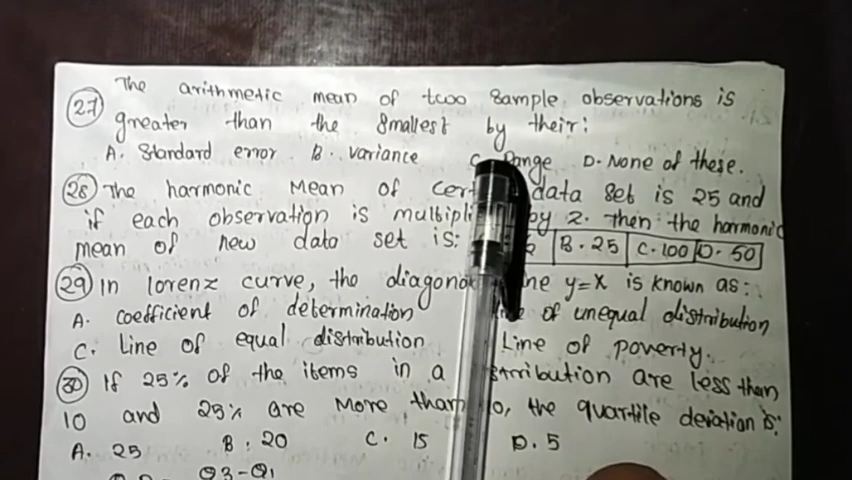 27 The arithmetic mean of two sample observations is
greater than the smallest by their:
A. Standard error B. variance C. Range D. None of these.
28 The harmonic Mean of data set is 25 and
if each observation is by 2. then the harmonic
mean of new data set is: B. 25 C. 100 D. 50
29 In lorenz curve, the y=x is known as:
A. coefficient of determination of unequal distribution
C. Line of equal distribution Line of poverty.
30 If 25% of the items in a are less than
10 and 25% are More than the quartile deviation is:
A. 25 B. 20 C. 15 D. 5
Q3-Q1